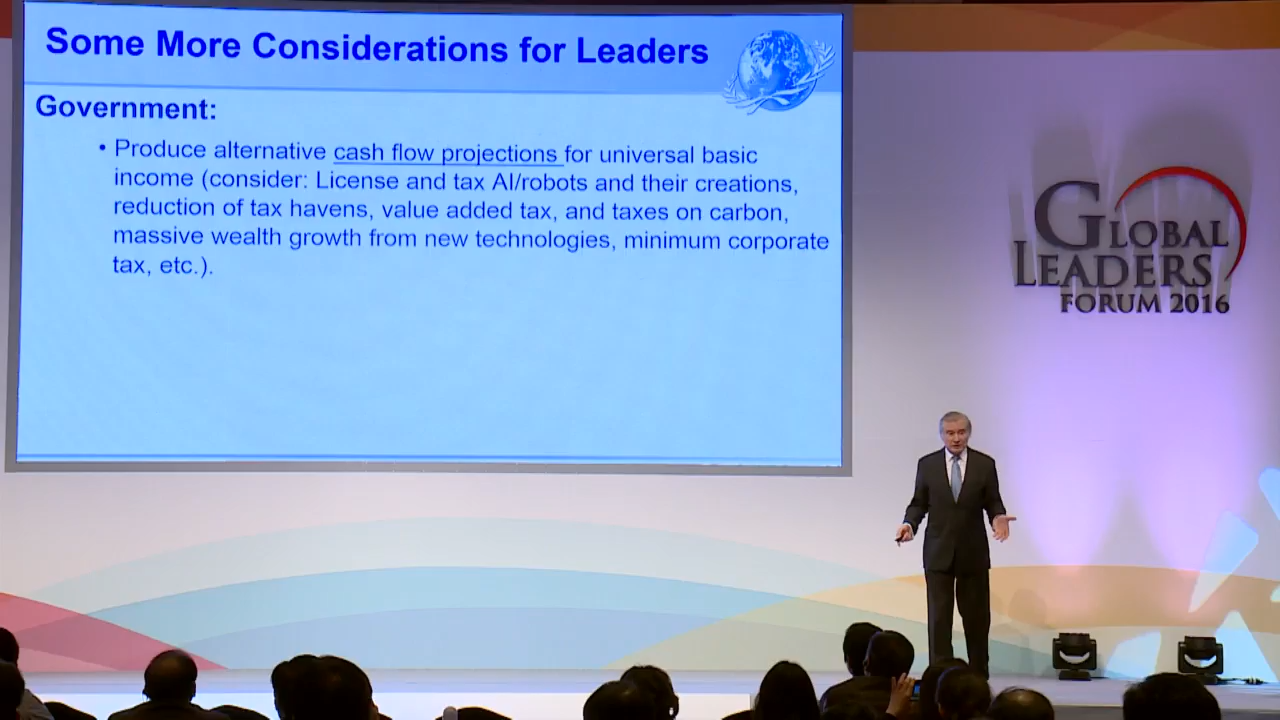 Some More Considerations for Leaders
Government:
• Produce alternative cash flow projections for universal basic
income (consider: License and tax AI/robots and their creations,
reduction of tax havens, value added tax, and taxes on carbon,
massive wealth growth from new technologies, minimum corporate
tax, etc.).
GLOBAL
LEADERS
FORUM 2016